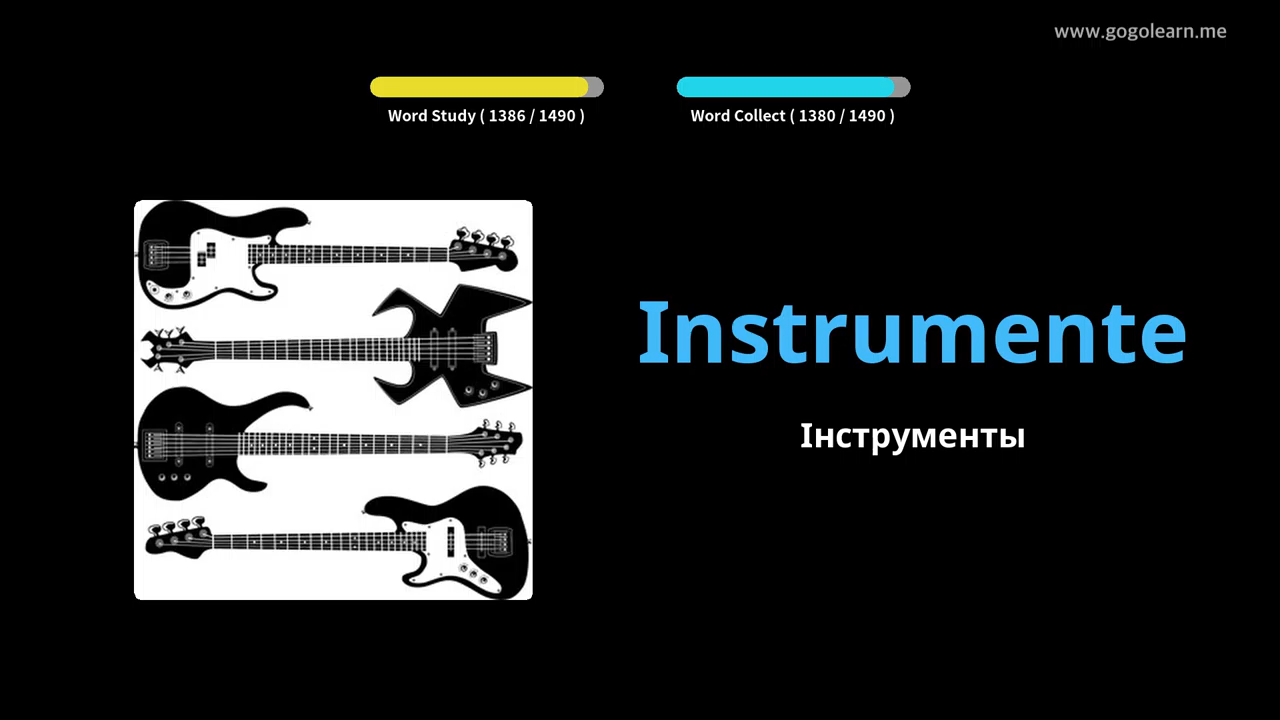 www.gogolearn.me
Word Study ( 1386 / 1490 )
Word Collect ( 1380 / 1490 )
Instrumente
Інструменты